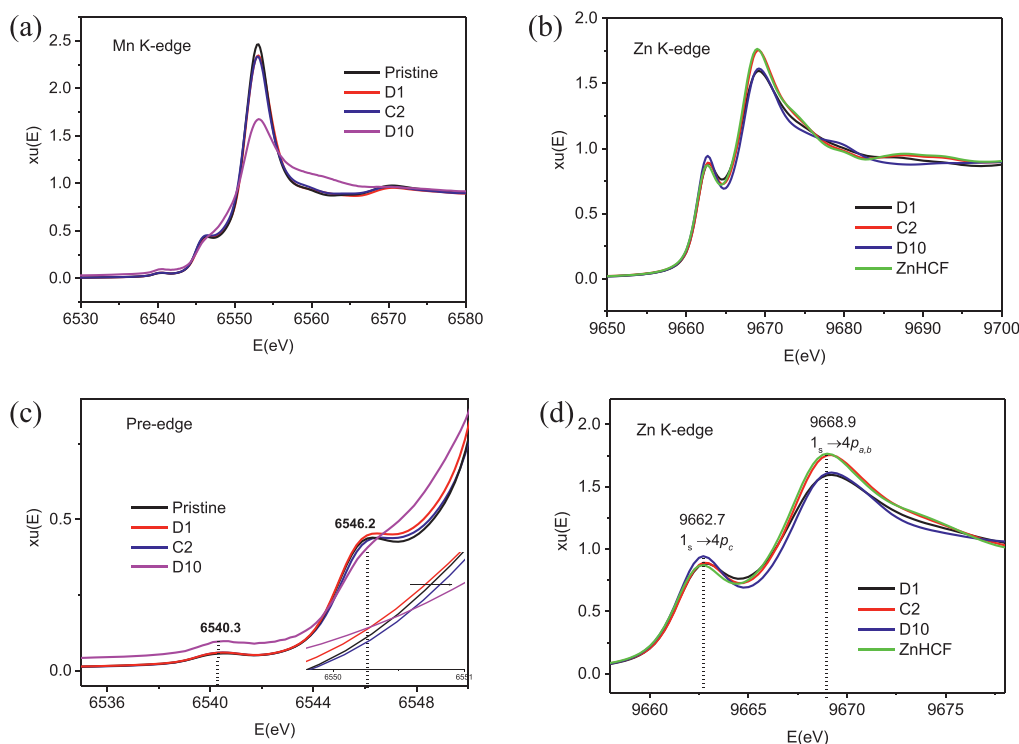 (a)
Mn K-edge
Pristine
D1
C2
D10
xu(E)
2.5
2.0
1.5
1.0
0.5
0.0
6530 6540 6550 6560 6570 6580
E(eV)
(b)
Zn K-edge
D1
C2
D10
ZnHCF
xu(E)
2.0
1.5
1.0
0.5
0.0
9650 9660 9670 9680 9690 9700
E(eV)
(c)
Pre-edge
Pristine
D1
C2
D10
6546.2
6540.3
xu(E)
0.5
0.0
6550 6551
6536 6540 6544 6548
E(eV)
(d)
Zn K-edge
9668.9
1s→4pa,b
9662.7
1s→4pc
D1
C2
D10
ZnHCF
xu(E)
2.0
1.5
1.0
0.5
0.0
9660 9665 9670 9675
E(eV)